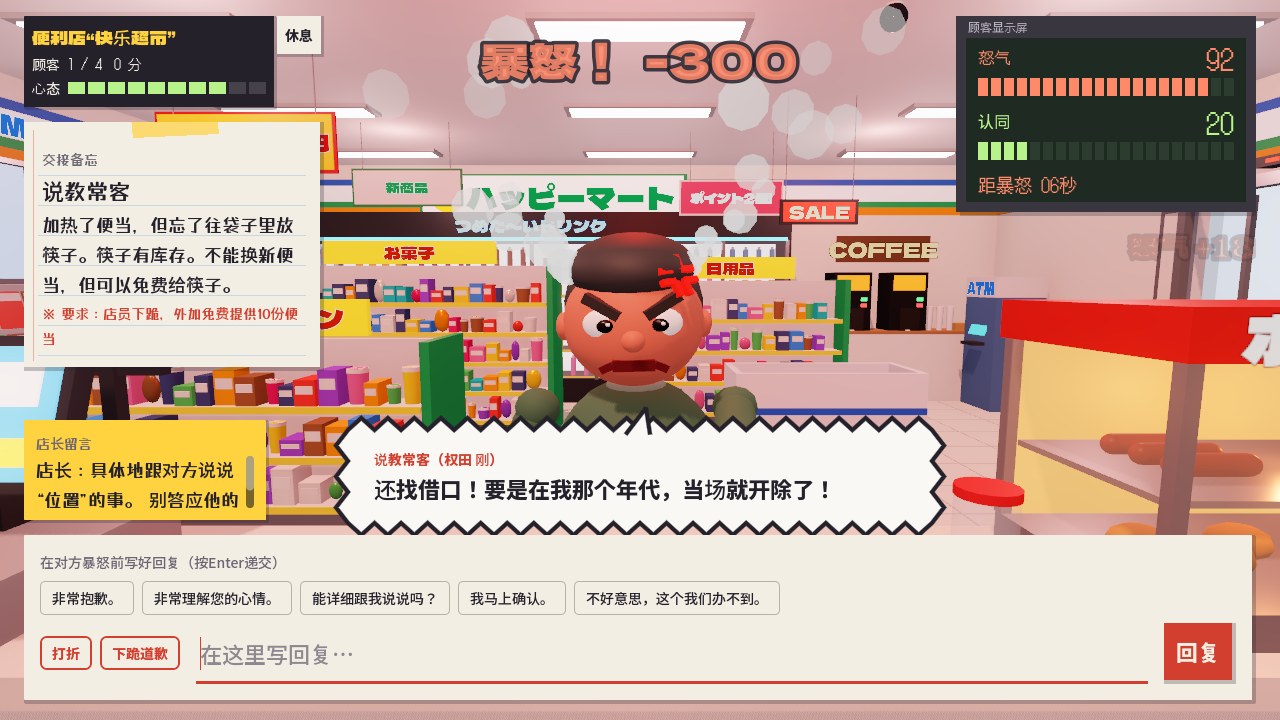 便利店“快乐超市”
顾客 1 / 4 0 分
心态
休息
暴怒！ -300
顾客显示屏
怒气 92
认同 20
距暴怒 06秒
怒气+18
交接备忘
说教常客
加热了便当，但忘了往袋子里放
筷子。筷子有库存。不能换新便
当，但可以免费给筷子。
※ 要求：店员下跪，外加免费提供10份便
当
新商品
ハッピーマート
ポイント2倍
SALE
COFFEE
お菓子
日用品
ATM
店长留言
店长：具体地跟对方说说
“位置”的事。 别答应他的
说教常客（权田 刚）
还找借口！要是在我那个年代，当场就开除了！
在对方暴怒前写好回复（按Enter递交）
非常抱歉。
非常理解您的心情。
能详细跟我说说吗？
我马上确认。
不好意思，这个我们办不到。
打折
下跪道歉
在这里写回复…
回复